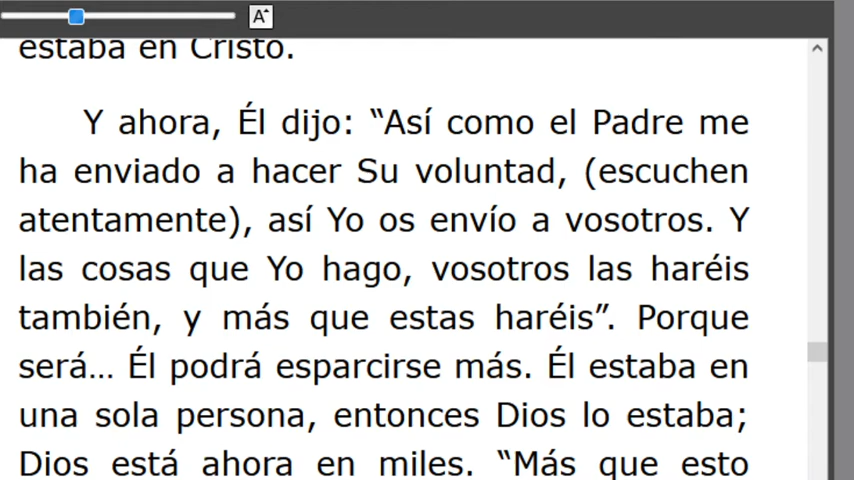 A
estaba en Cristo.
Y ahora, Él dijo: “Así como el Padre me
ha enviado a hacer Su voluntad, (escuchen
atentamente), así Yo os envío a vosotros. Y
las cosas que Yo hago, vosotros las haréis
también, y más que estas haréis”. Porque
será... Él podrá esparcirse más. Él estaba en
una sola persona, entonces Dios lo estaba;
Dios está ahora en miles. “Más que esto